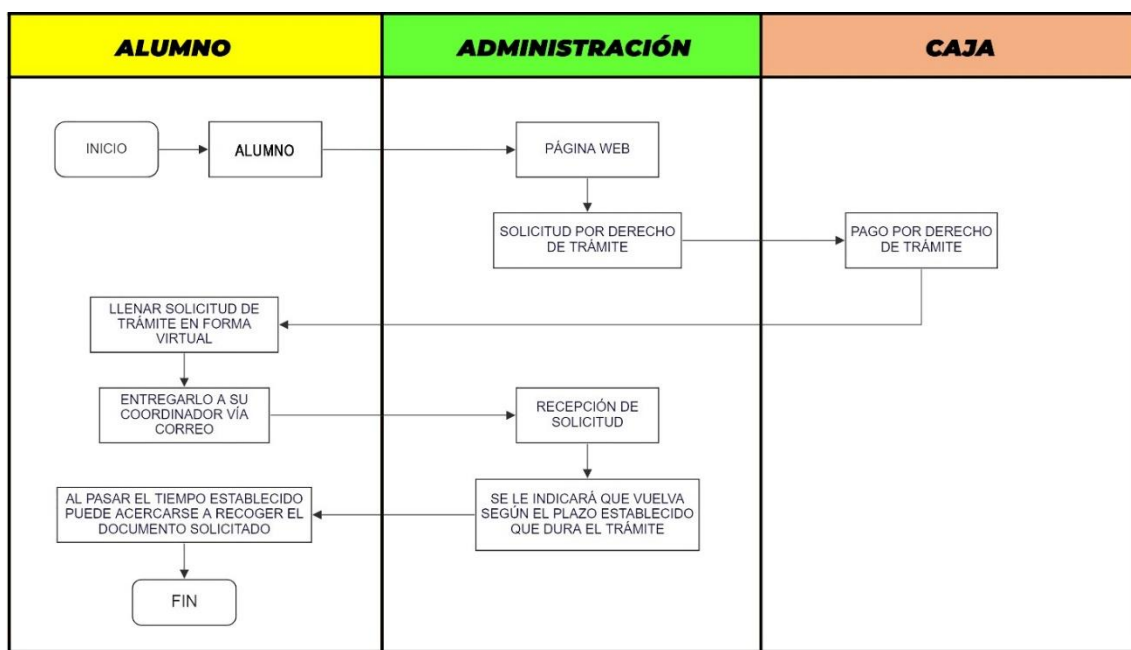 ALUMNO
ADMINISTRACIÓN
CAJA
INICIO
ALUMNO
PÁGINA WEB
SOLICITUD POR DERECHO
DE TRÁMITE
PAGO POR DERECHO
DE TRÁMITE
LLENAR SOLICITUD DE
TRÁMITE EN FORMA
VIRTUAL
ENTREGARLO A SU
COORDINADOR VÍA
CORREO
RECEPCIÓN DE
SOLICITUD
SE LE INDICARÁ QUE VUELVA
SEGÚN EL PLAZO ESTABLECIDO
QUE DURA EL TRÁMITE
AL PASAR EL TIEMPO ESTABLECIDO
PUEDE ACERCARSE A RECOGER EL
DOCUMENTO SOLICITADO
FIN